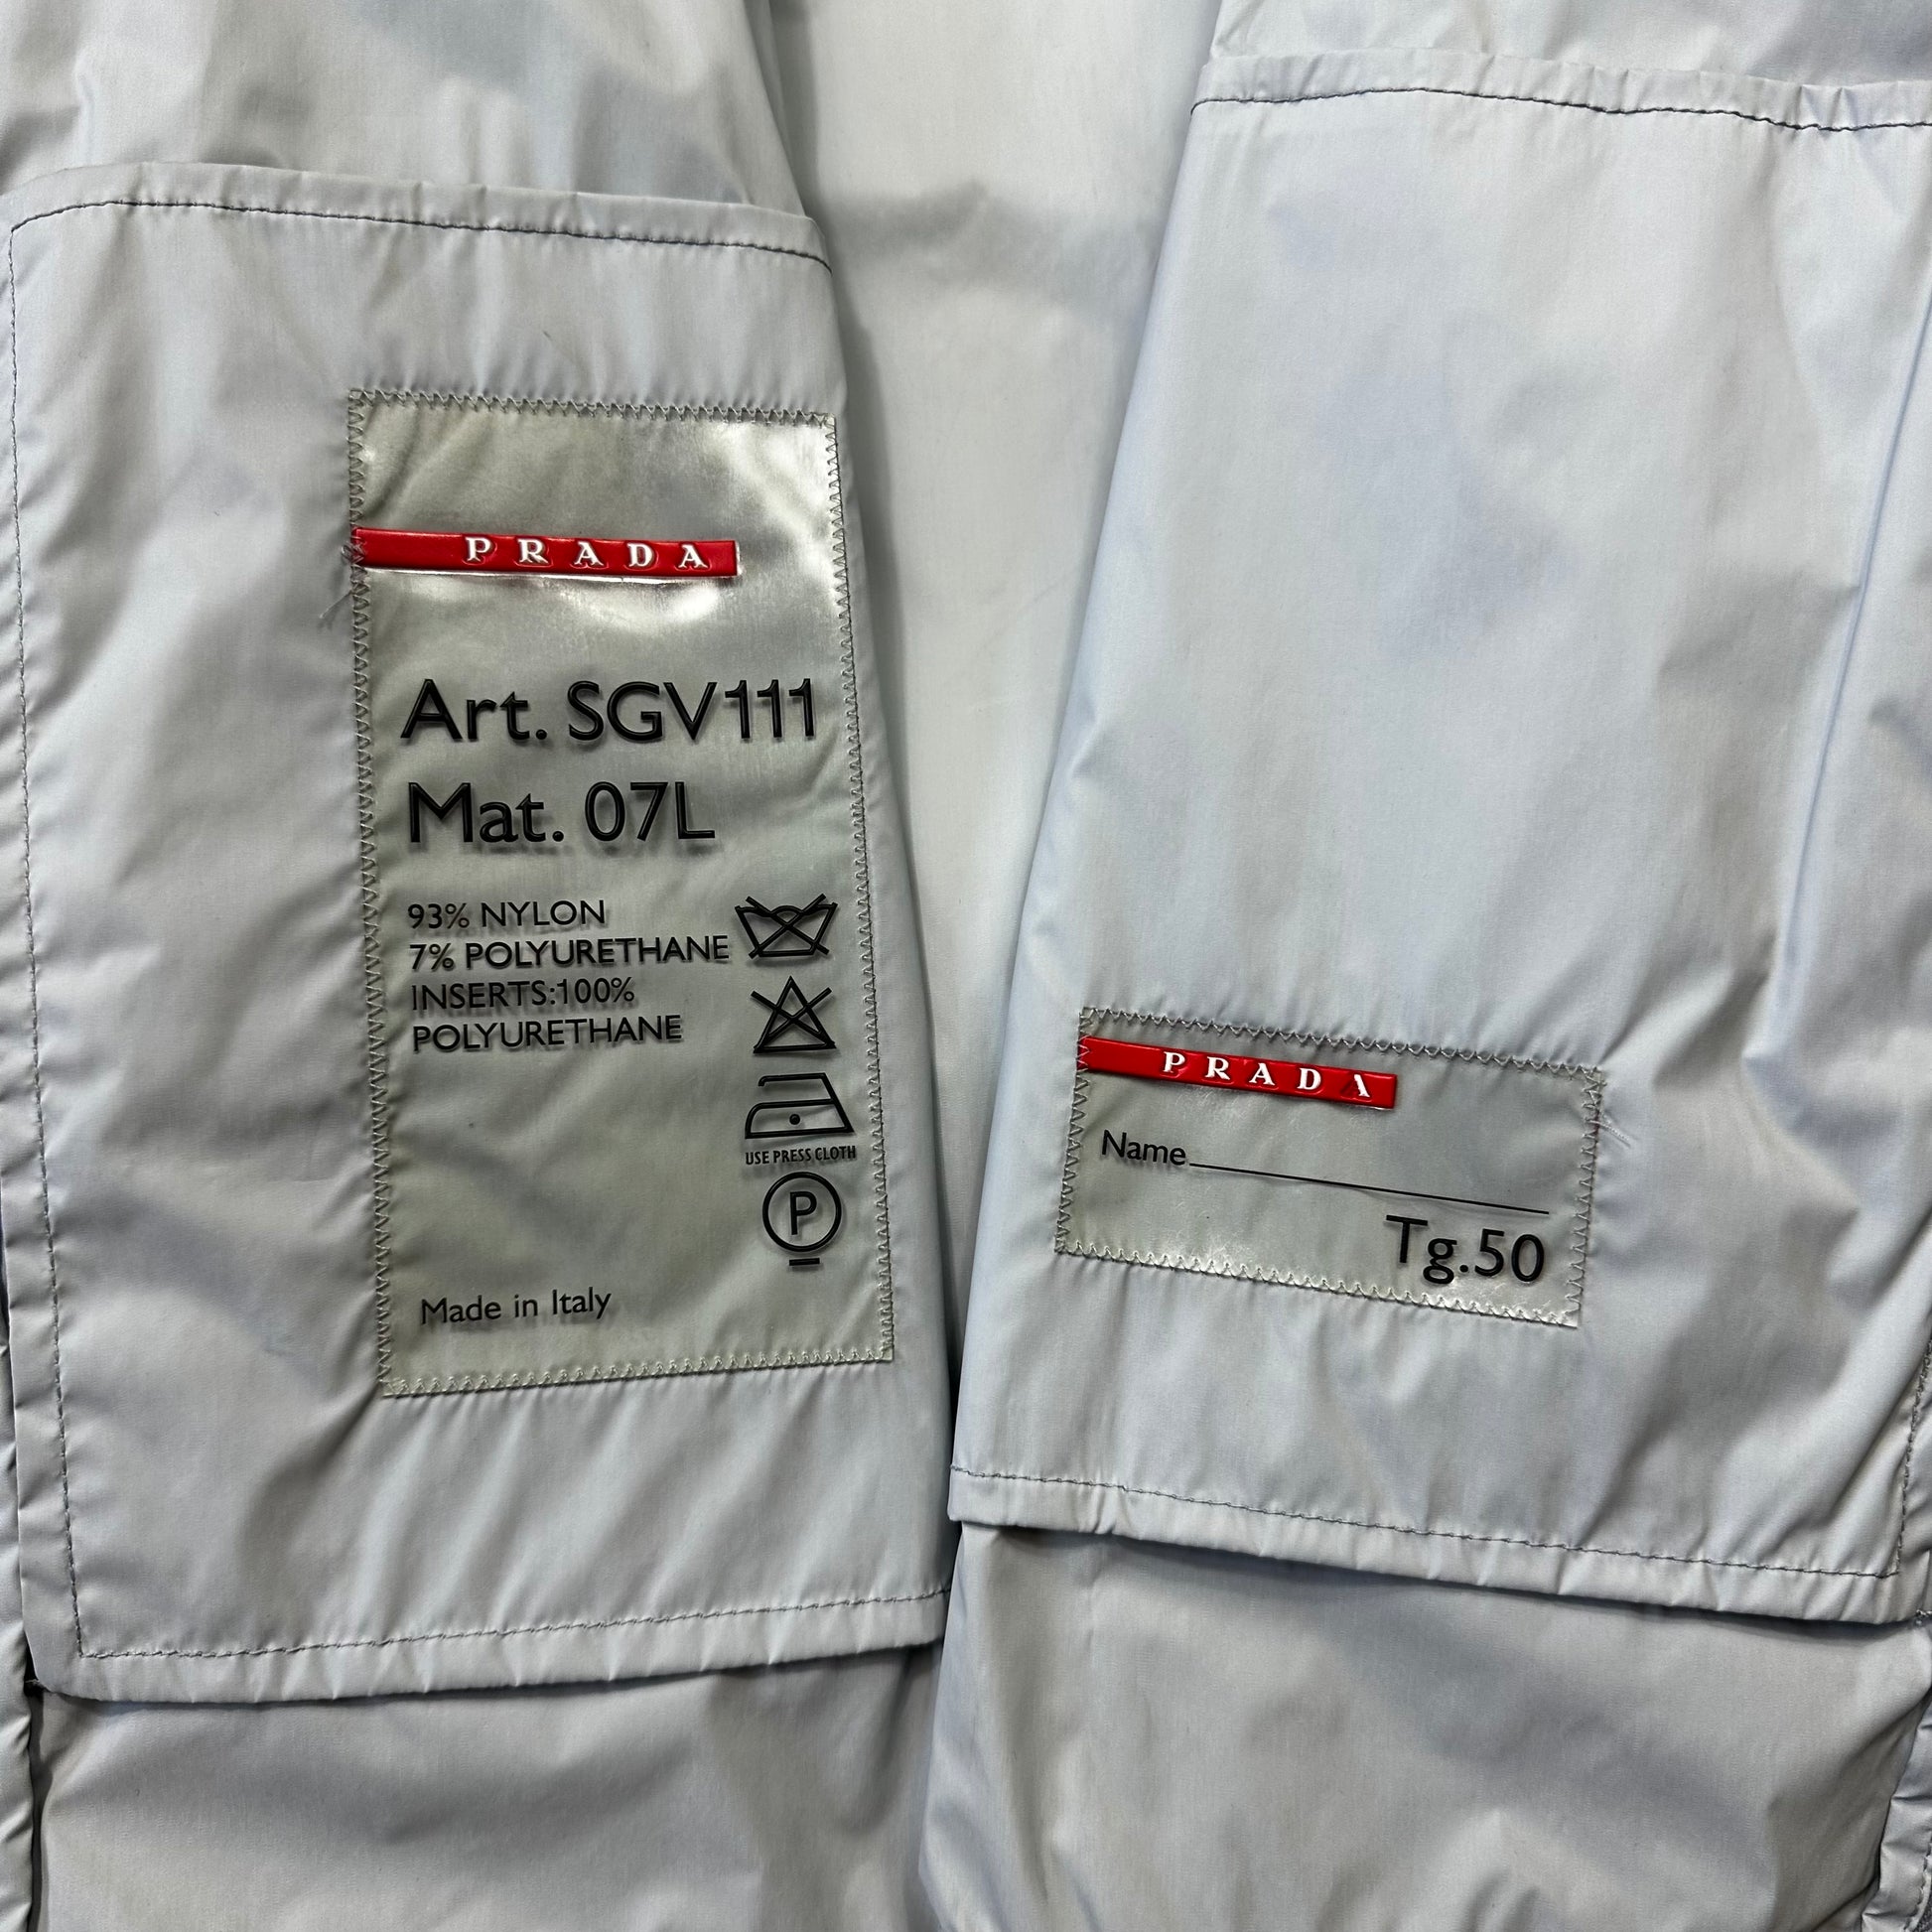 PRADA
Art. SGV111
Mat. 07L
93% NYLON
7% POLYURETHANE
INSERTS:100%
POLYURETHANE
USE PRESS CLOTH
P
Made in Italy
PRADA
Name
Tg.50